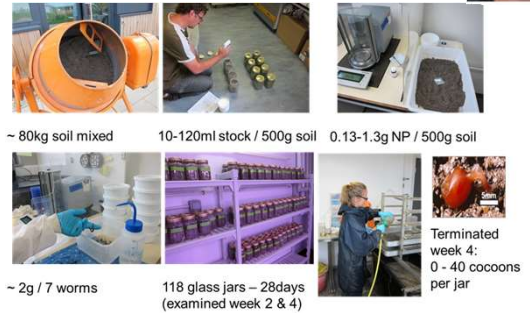 ~ 80kg soil mixed
10-120ml stock / 500g soil
0.13-1.3g NP / 500g soil
5mm
Terminated
week 4:
0 - 40 cocoons
per jar
~ 2g / 7 worms
118 glass jars – 28days
(examined week 2 & 4)